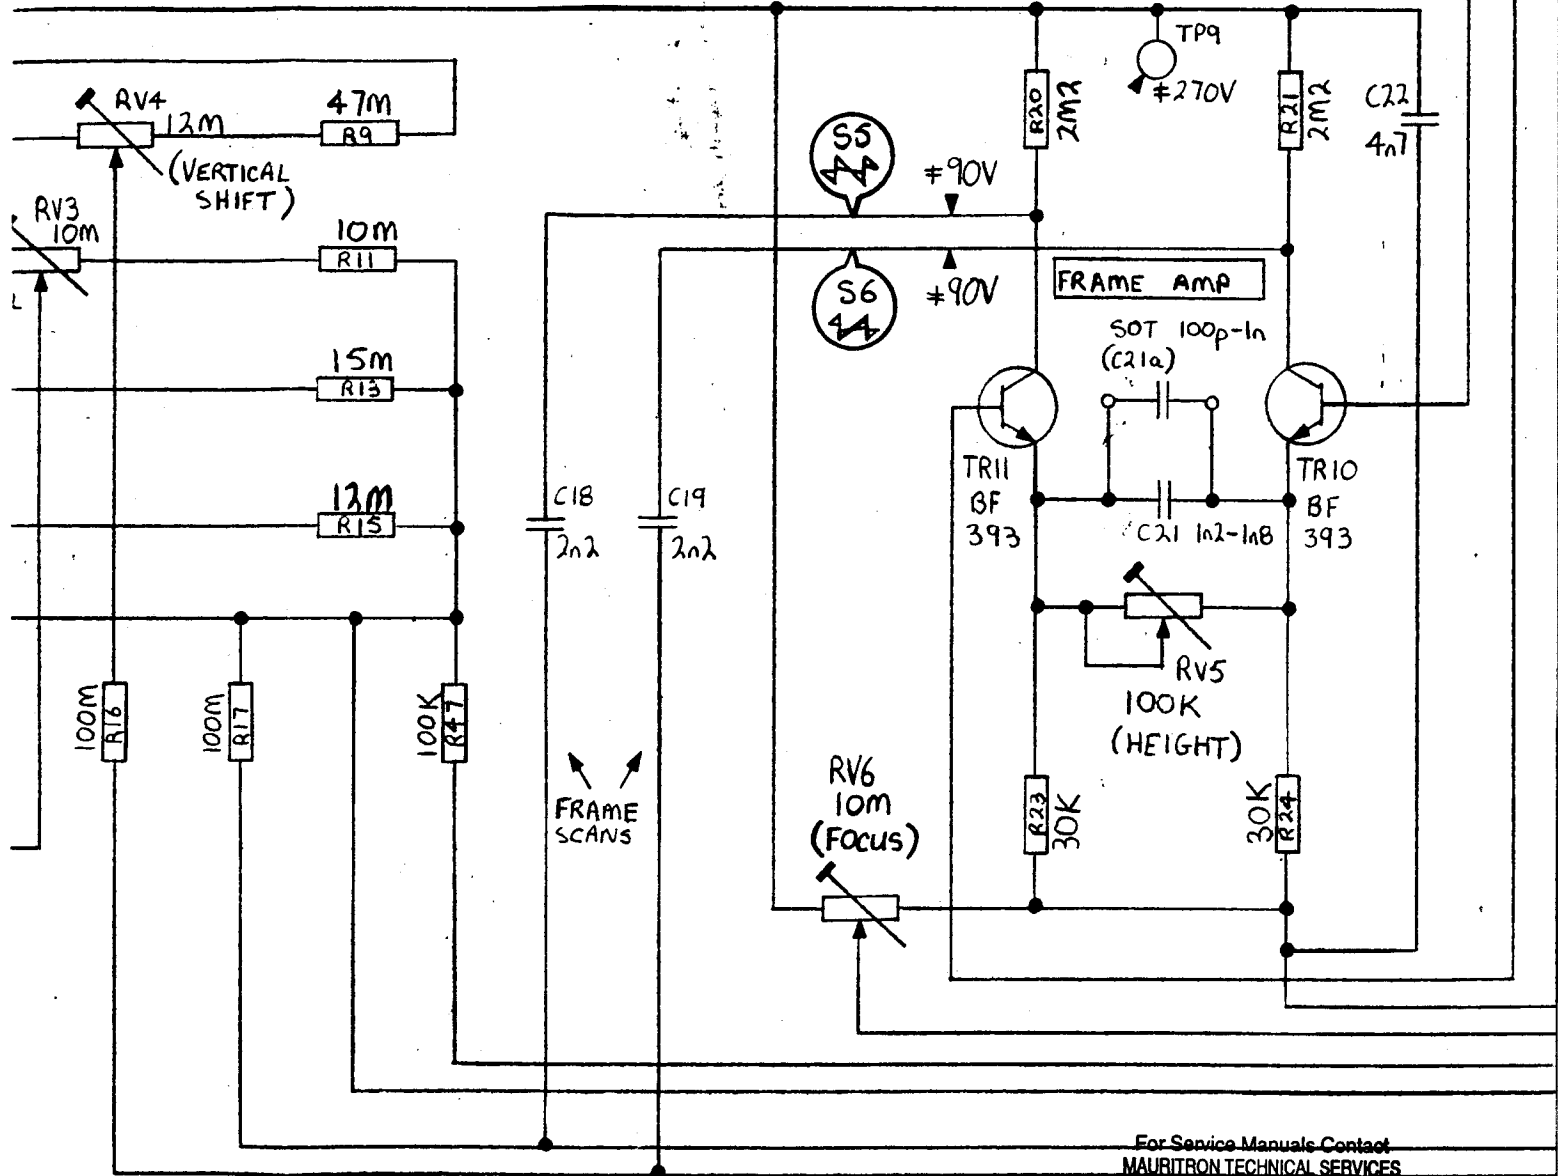 TP9
≠270V
R20
2M2
R21
2M2
C22
4n7
RV4
12M
47M
R9
(VERTICAL
SHIFT)
S5
≠90V
RV3
10M
10M
R11
S6
≠90V
FRAME AMP
L
SOT 100p-1n
(C21a)
15M
R13
TR11
BF
393
TR10
BF
393
C21 1n2-1n8
12M
R15
C18
2n2
C19
2n2
RV5
100K
(HEIGHT)
100M
R16
100M
R17
100K
R47
FRAME
SCANS
RV6
10M
(FOCUS)
R23
30K
30K
R24
For Service Manuals Contact
MAURITRON TECHNICAL SERVICES